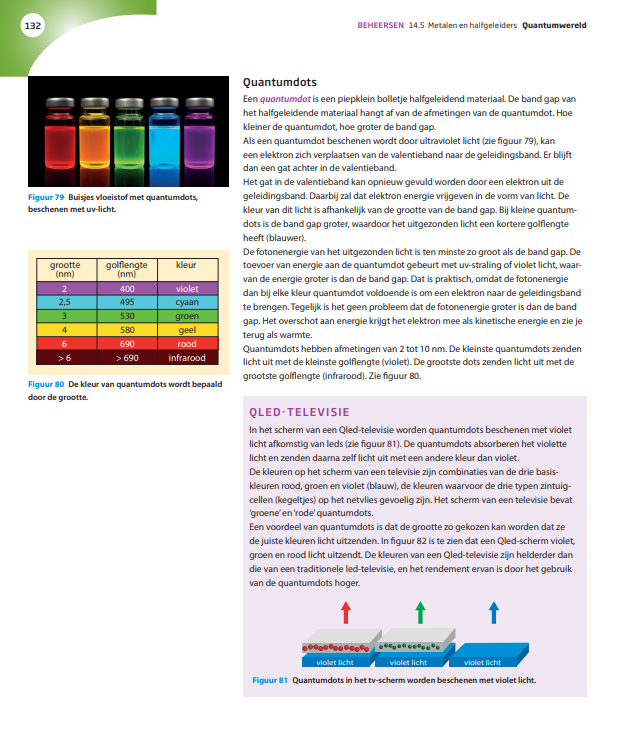 132
BEHEERSEN 14.5 Metalen en halfgeleiders Quantumwereld
Figuur 79 Buisjes vloeistof met quantumdots,
beschenen met uv-licht.
grootte (nm) golflengte (nm) kleur
2 400 violet
2,5 495 cyaan
3 530 groen
4 580 geel
6 690 rood
> 6 > 690 infrarood
Figuur 80 De kleur van quantumdots wordt bepaald
door de grootte.
Quantumdots
Een quantumdot is een piepklein bolletje halfgeleidend materiaal. De band gap van
het halfgeleidende materiaal hangt af van de afmetingen van de quantumdot. Hoe
kleiner de quantumdot, hoe groter de band gap.
Als een quantumdot beschenen wordt door ultraviolet licht (zie figuur 79), kan
een elektron zich verplaatsen van de valentieband naar de geleidingsband. Er blijft
dan een gat achter in de valentieband.
Het gat in de valentieband kan opnieuw gevuld worden door een elektron uit de
geleidingsband. Daarbij zal dat elektron energie vrijgeven in de vorm van licht. De
kleur van dit licht is afhankelijk van de grootte van de band gap. Bij kleine quantum-
dots is de band gap groter, waardoor het uitgezonden licht een kortere golflengte
heeft (blauwer).
De fotonenergie van het uitgezonden licht is ten minste zo groot als de band gap. De
toevoer van energie aan de quantumdot gebeurt met uv-straling of violet licht, waar-
van de energie groter is dan de band gap. Dat is praktisch, omdat de fotonenergie
dan bij elke kleur quantumdot voldoende is om een elektron naar de geleidingsband
te brengen. Tegelijk is het geen probleem dat de fotonenergie groter is dan de band
gap. Het overschot aan energie krijgt het elektron mee als kinetische energie en zie je
terug als warmte.
Quantumdots hebben afmetingen van 2 tot 10 nm. De kleinste quantumdots zenden
licht uit met de kleinste golflengte (violet). De grootste dots zenden licht uit met de
grootste golflengte (infrarood). Zie figuur 80.
QLED-TELEVISIE
In het scherm van een Qled-televisie worden quantumdots beschenen met violet
licht afkomstig van leds (zie figuur 81). De quantumdots absorberen het violette
licht en zenden daarna zelf licht uit met een andere kleur dan violet.
De kleuren op het scherm van een televisie zijn combinaties van de drie basis-
kleuren rood, groen en violet (blauw), de kleuren waarvoor de drie typen zintuig-
cellen (kegeltjes) op het netvlies gevoelig zijn. Het scherm van een televisie bevat
'groene' en 'rode' quantumdots.
Een voordeel van quantumdots is dat de grootte zo gekozen kan worden dat ze
de juiste kleuren licht uitzenden. In figuur 82 is te zien dat een Qled-scherm violet,
groen en rood licht uitzendt. De kleuren van een Qled-televisie zijn helderder dan
die van een traditionele led-televisie, en het rendement ervan is door het gebruik
van de quantumdots hoger.
violet licht violet licht violet licht
Figuur 81 Quantumdots in het tv-scherm worden beschenen met violet licht.